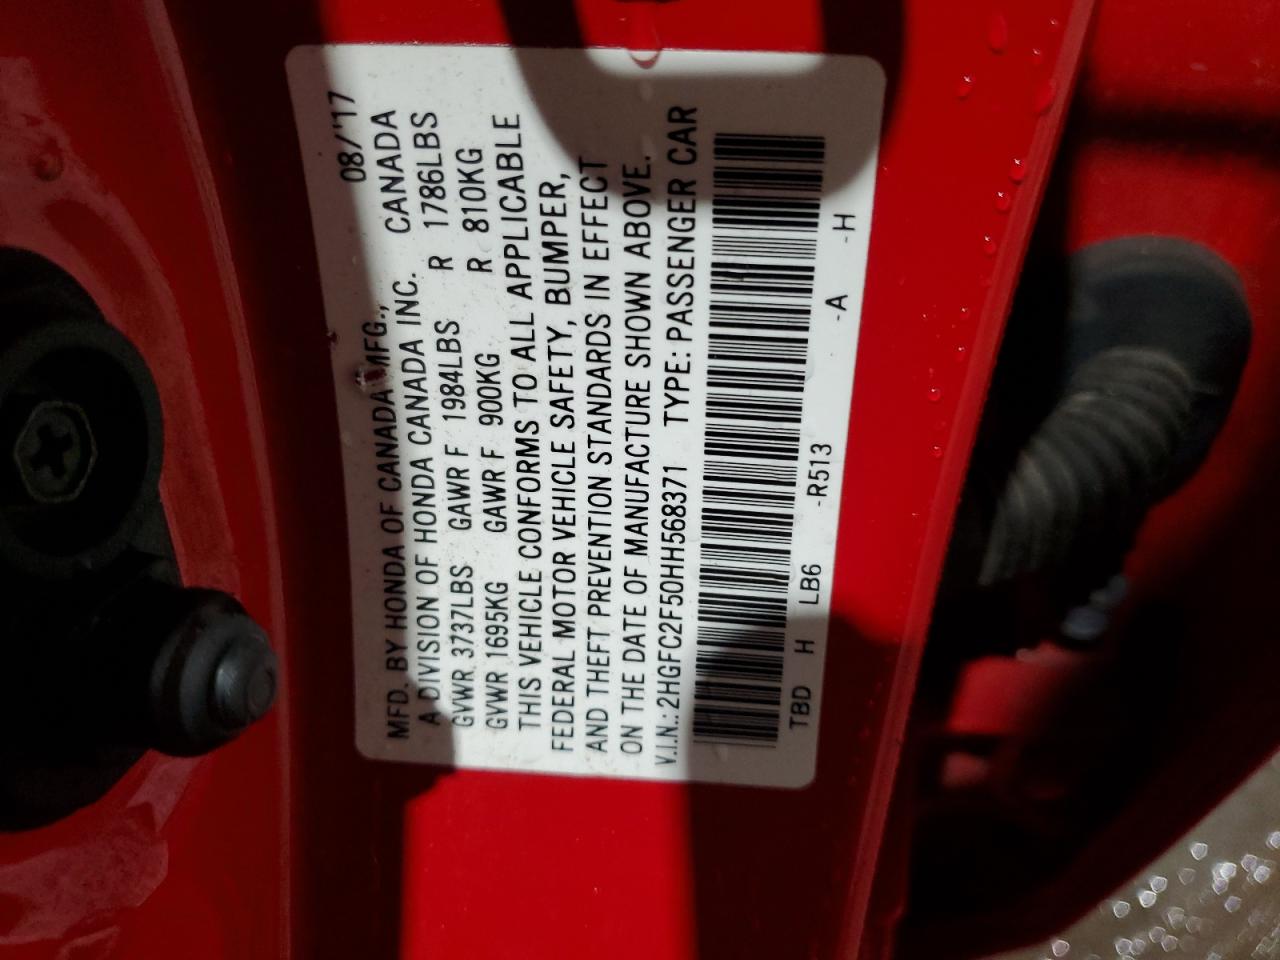 08/'17
MFD. BY HONDA OF CANADA MFG., CANADA
A DIVISION OF HONDA CANADA INC.
GVWR 3737LBS GAWR F 1984LBS R 1786LBS
GVWR 1695KG GAWR F 900KG R 810KG
THIS VEHICLE CONFORMS TO ALL APPLICABLE
FEDERAL MOTOR VEHICLE SAFETY, BUMPER,
AND THEFT PREVENTION STANDARDS IN EFFECT
ON THE DATE OF MANUFACTURE SHOWN ABOVE.
V.I.N.: 2HGFC2F50HH568371 TYPE: PASSENGER CAR
TBD H LB6 -R513 -A -H